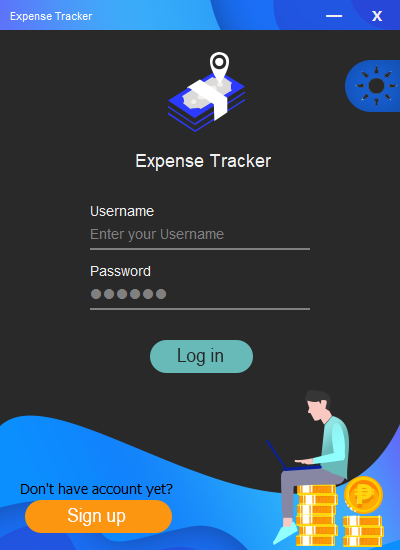 Expense Tracker
Expense Tracker
Username
Enter your Username
Password
Log in
Don't have account yet?
Sign up